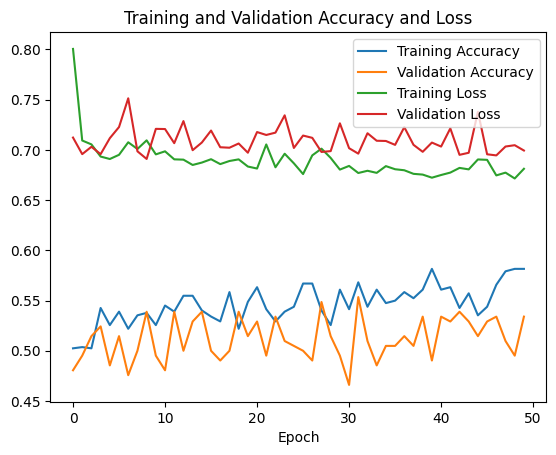 Training and Validation Accuracy and Loss
0.80
0.75
0.70
0.65
0.60
0.55
0.50
0.45
Training Accuracy
Validation Accuracy
Training Loss
Validation Loss
0 10 20 30 40 50
Epoch